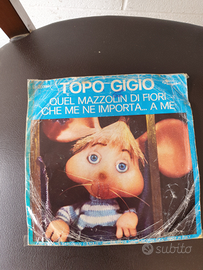 TOPO GIGIO
QUEL MAZZOLIN DI FIORI
CHE ME NE IMPORTA... A ME
subito